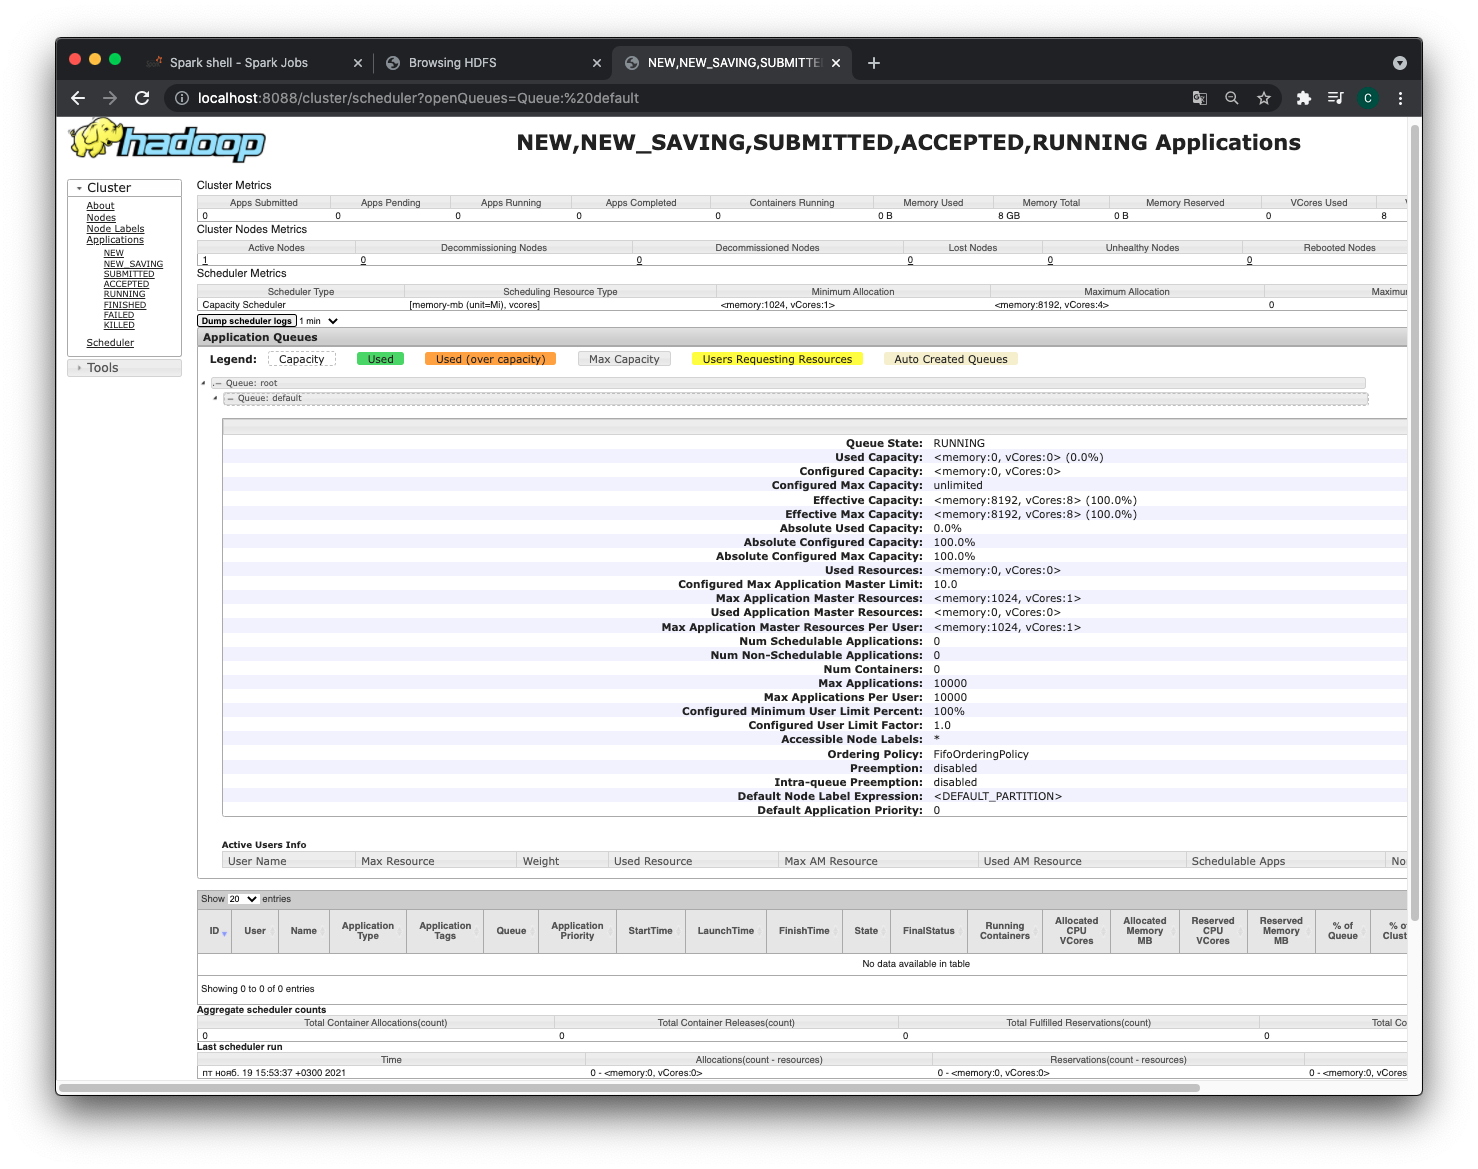 Spark shell - Spark Jobs
Browsing HDFS
NEW,NEW_SAVING,SUBMITTE
localhost:8088/cluster/scheduler?openQueues=Queue:%20default
C
hadoop
NEW,NEW_SAVING,SUBMITTED,ACCEPTED,RUNNING Applications
Cluster
About
Nodes
Node Labels
Applications
NEW
NEW_SAVING
SUBMITTED
ACCEPTED
RUNNING
FINISHED
FAILED
KILLED
Scheduler
Tools
Cluster Metrics
Apps Submitted Apps Pending Apps Running Apps Completed Containers Running Memory Used Memory Total Memory Reserved VCores Used
0 0 0 0 0 0 B 8 GB 0 B 0 8
Cluster Nodes Metrics
Active Nodes Decommissioning Nodes Decommissioned Nodes Lost Nodes Unhealthy Nodes Rebooted Nodes
1 0 0 0 0 0
Scheduler Metrics
Scheduler Type Scheduling Resource Type Minimum Allocation Maximum Allocation Maximu
Capacity Scheduler [memory-mb (unit=Mi), vcores] <memory:1024, vCores:1> <memory:8192, vCores:4> 0
Dump scheduler logs 1 min
Application Queues
Legend: Capacity Used Used (over capacity) Max Capacity Users Requesting Resources Auto Created Queues
Queue: root
Queue: default
Queue State: RUNNING
Used Capacity: <memory:0, vCores:0> (0.0%)
Configured Capacity: <memory:0, vCores:0>
Configured Max Capacity: unlimited
Effective Capacity: <memory:8192, vCores:8> (100.0%)
Effective Max Capacity: <memory:8192, vCores:8> (100.0%)
Absolute Used Capacity: 0.0%
Absolute Configured Capacity: 100.0%
Absolute Configured Max Capacity: 100.0%
Used Resources: <memory:0, vCores:0>
Configured Max Application Master Limit: 10.0
Max Application Master Resources: <memory:1024, vCores:1>
Used Application Master Resources: <memory:0, vCores:0>
Max Application Master Resources Per User: <memory:1024, vCores:1>
Num Schedulable Applications: 0
Num Non-Schedulable Applications: 0
Num Containers: 0
Max Applications: 10000
Max Applications Per User: 10000
Configured Minimum User Limit Percent: 100%
Configured User Limit Factor: 1.0
Accessible Node Labels: *
Ordering Policy: FifoOrderingPolicy
Preemption: disabled
Intra-queue Preemption: disabled
Default Node Label Expression: <DEFAULT_PARTITION>
Default Application Priority: 0
Active Users Info
User Name Max Resource Weight Used Resource Max AM Resource Used AM Resource Schedulable Apps No
Show 20 entries
ID User Name Application Type Application Tags Queue Application Priority StartTime LaunchTime FinishTime State FinalStatus Running Containers Allocated CPU VCores Allocated Memory MB Reserved CPU VCores Reserved Memory MB % of Queue % o Clust
No data available in table
Showing 0 to 0 of 0 entries
Aggregate scheduler counts
Total Container Allocations(count) Total Container Releases(count) Total Fulfilled Reservations(count) Total Co
0 0 0 0
Last scheduler run
Time Allocations(count - resources) Reservations(count - resources)
пт нояб. 19 15:53:37 +0300 2021 0 - <memory:0, vCores:0> 0 - <memory:0, vCores:0> 0 - <memory:0, vCores